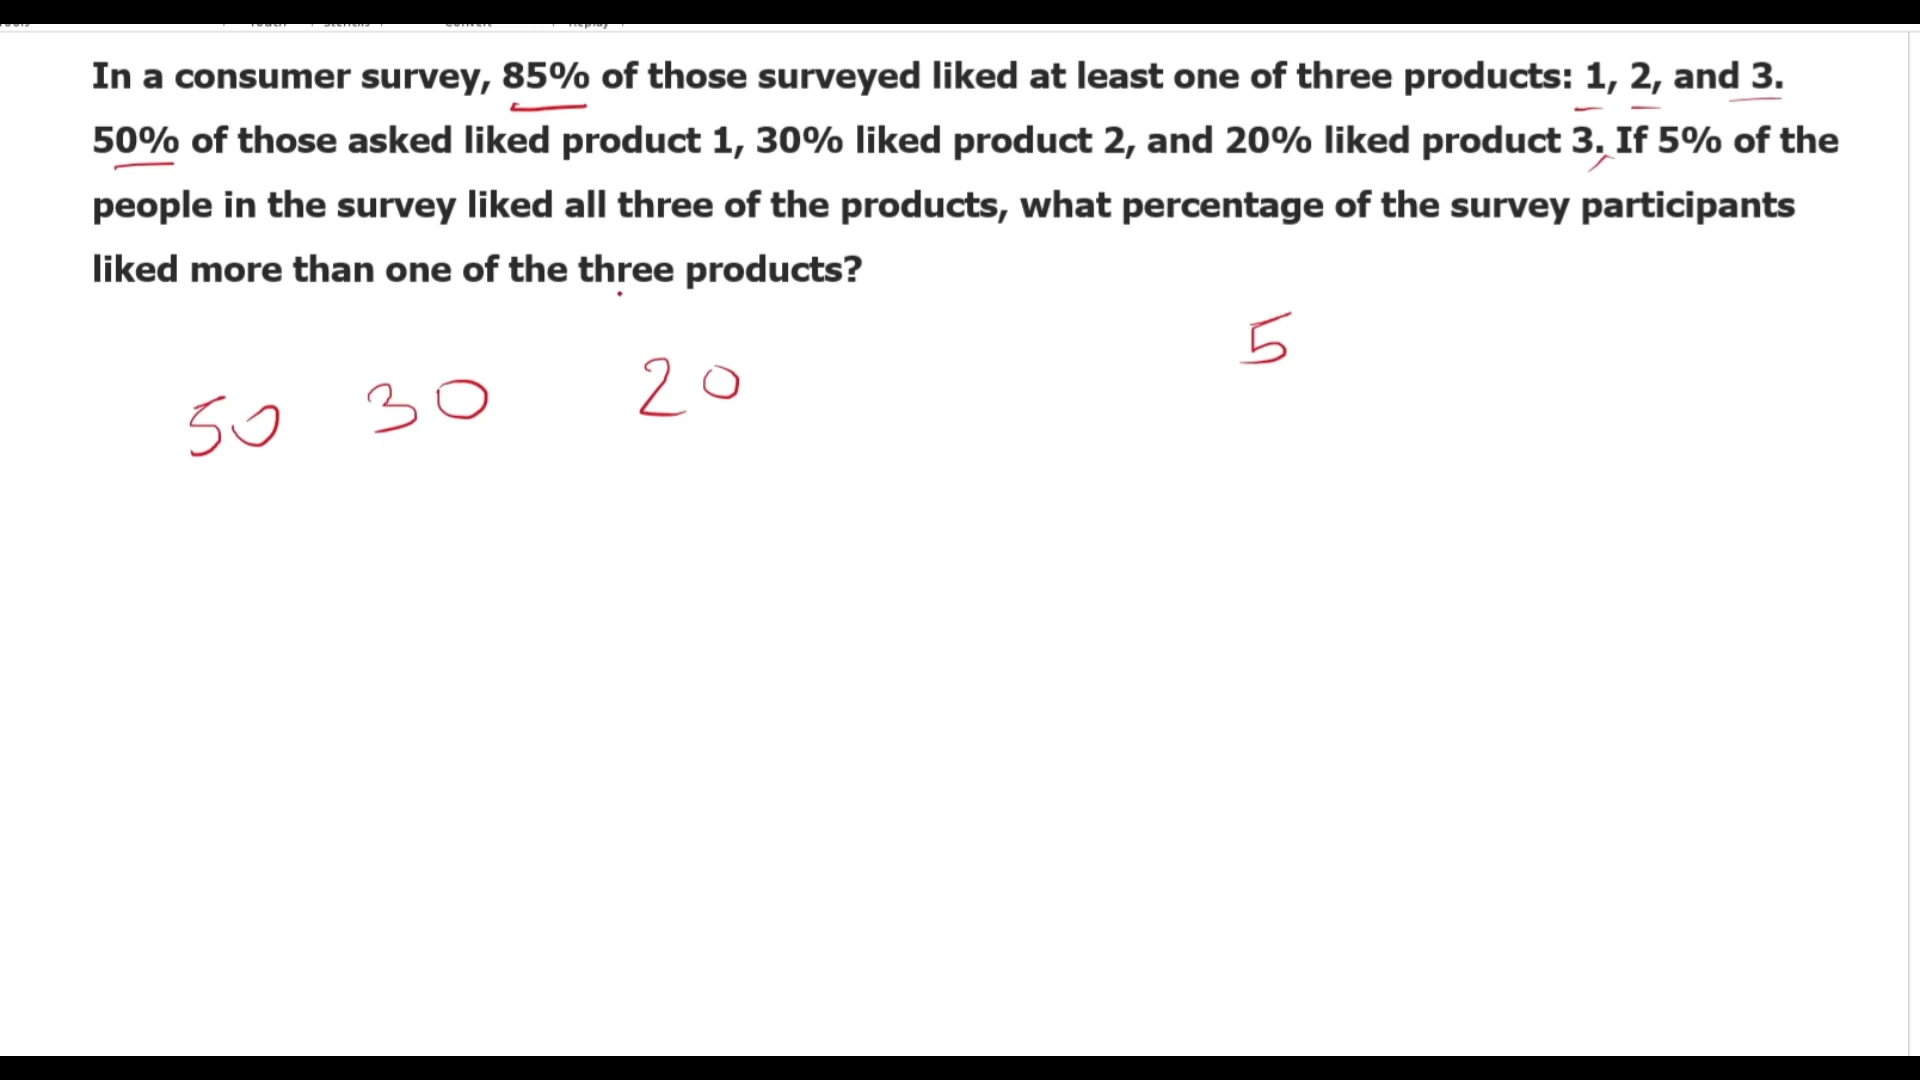 In a consumer survey, 85% of those surveyed liked at least one of three products: 1, 2, and 3.
50% of those asked liked product 1, 30% liked product 2, and 20% liked product 3. If 5% of the
people in the survey liked all three of the products, what percentage of the survey participants
liked more than one of the three products?
5
50 30 20